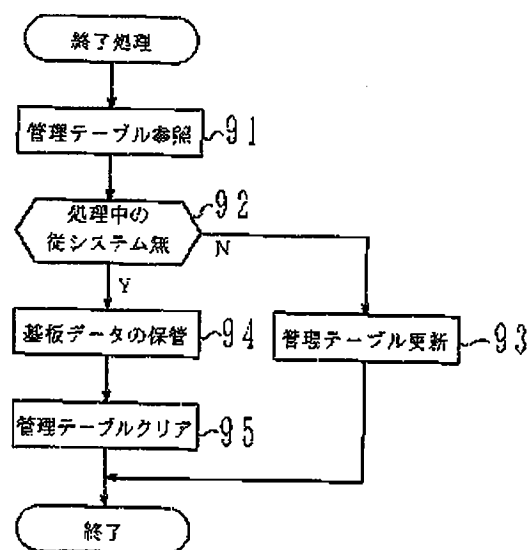 終了処理
管理テーブル参照
91
処理中の
従システム無
92
N
Y
基板データの保管
94
管理テーブル更新
93
管理テーブルクリア
95
終了